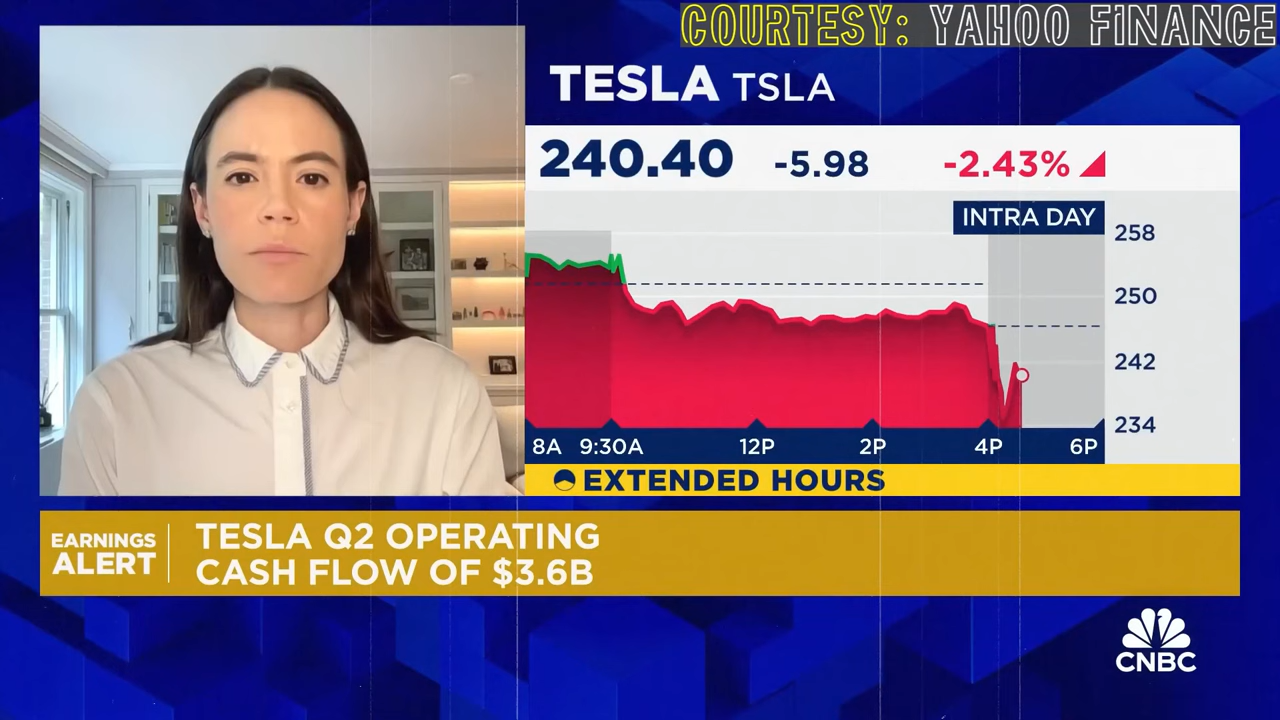 COURTESY: YAHOO FINANCE
TESLA TSLA
240.40 -5.98 -2.43%
INTRA DAY
258
250
242
234
8A 9:30A 12P 2P 4P 6P
EXTENDED HOURS
EARNINGS
ALERT
TESLA Q2 OPERATING
CASH FLOW OF $3.6B
CNBC